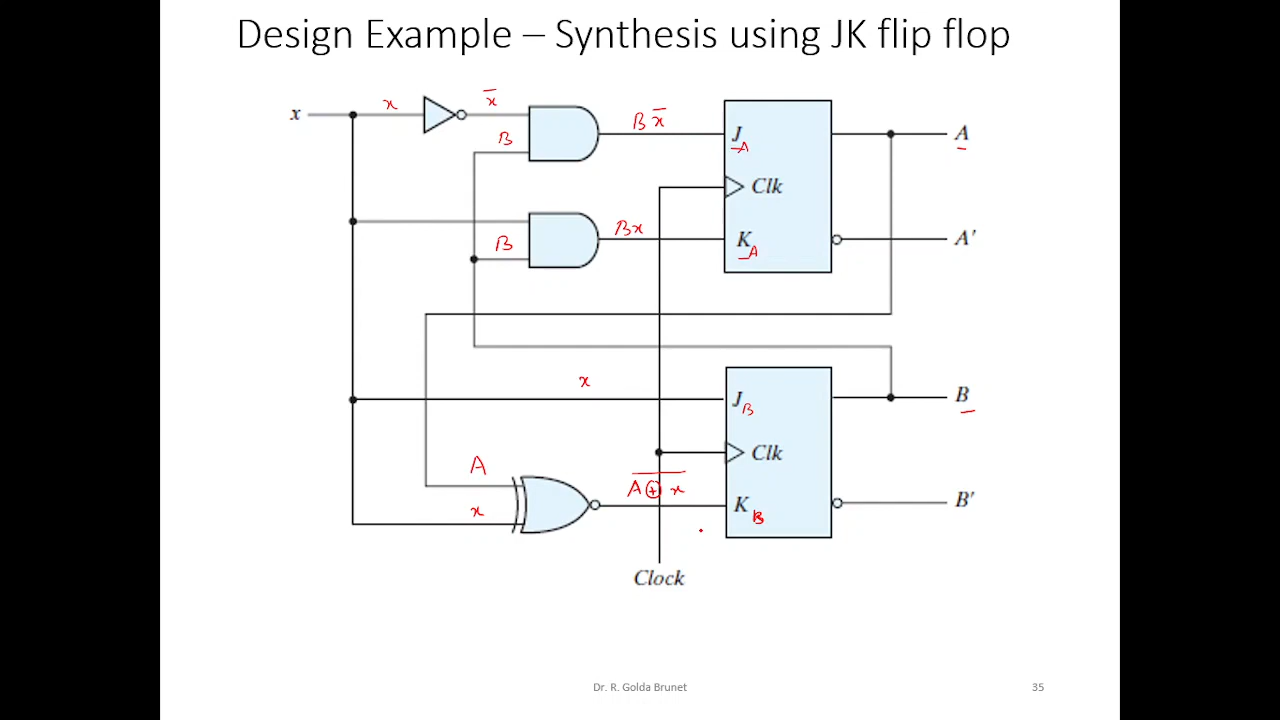 Design Example – Synthesis using JK flip flop
x
x
x̅
B
B x̅
J A
A
Clk
B
Bx
K A
A'
x
J B
B
Clk
A
x
A ⊕ x
K B
B'
Clock
Dr. R. Golda Brunet
35